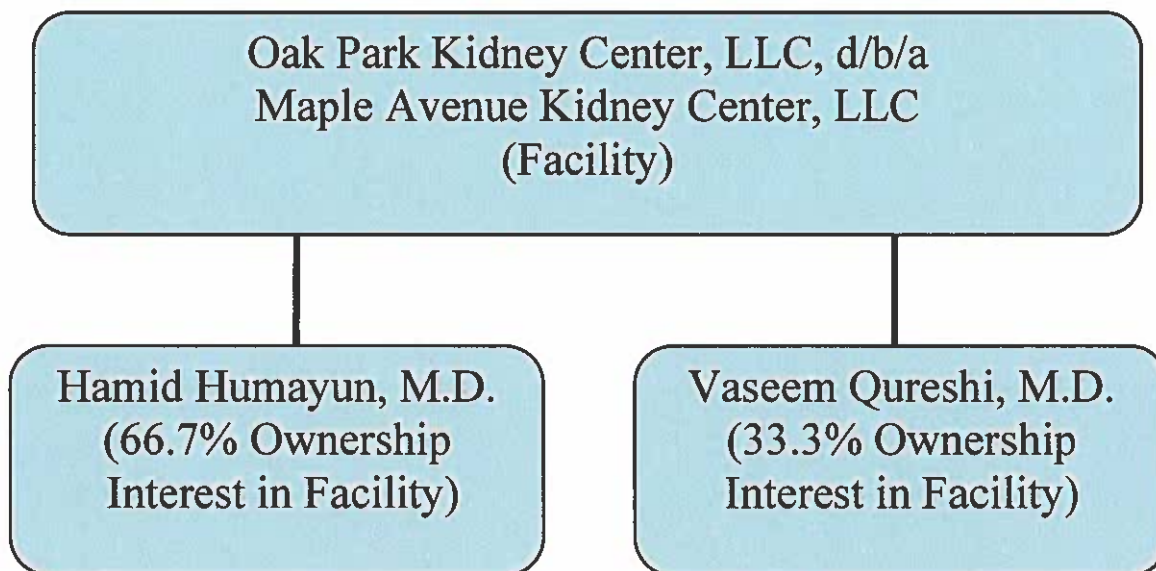 Oak Park Kidney Center, LLC, d/b/a
Maple Avenue Kidney Center, LLC
(Facility)
Hamid Humayun, M.D.
(66.7% Ownership
Interest in Facility)
Vaseem Qureshi, M.D.
(33.3% Ownership
Interest in Facility)